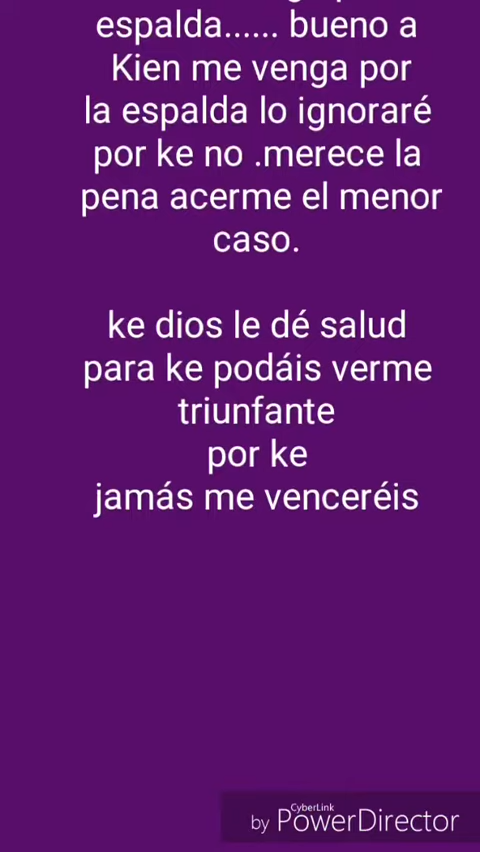 espalda...... bueno a
Kien me venga por
la espalda lo ignoraré
por ke no .merece la
pena acerme el menor
caso.
ke dios le dé salud
para ke podáis verme
triunfante
por ke
jamás me venceréis
CyberLink
by PowerDirector